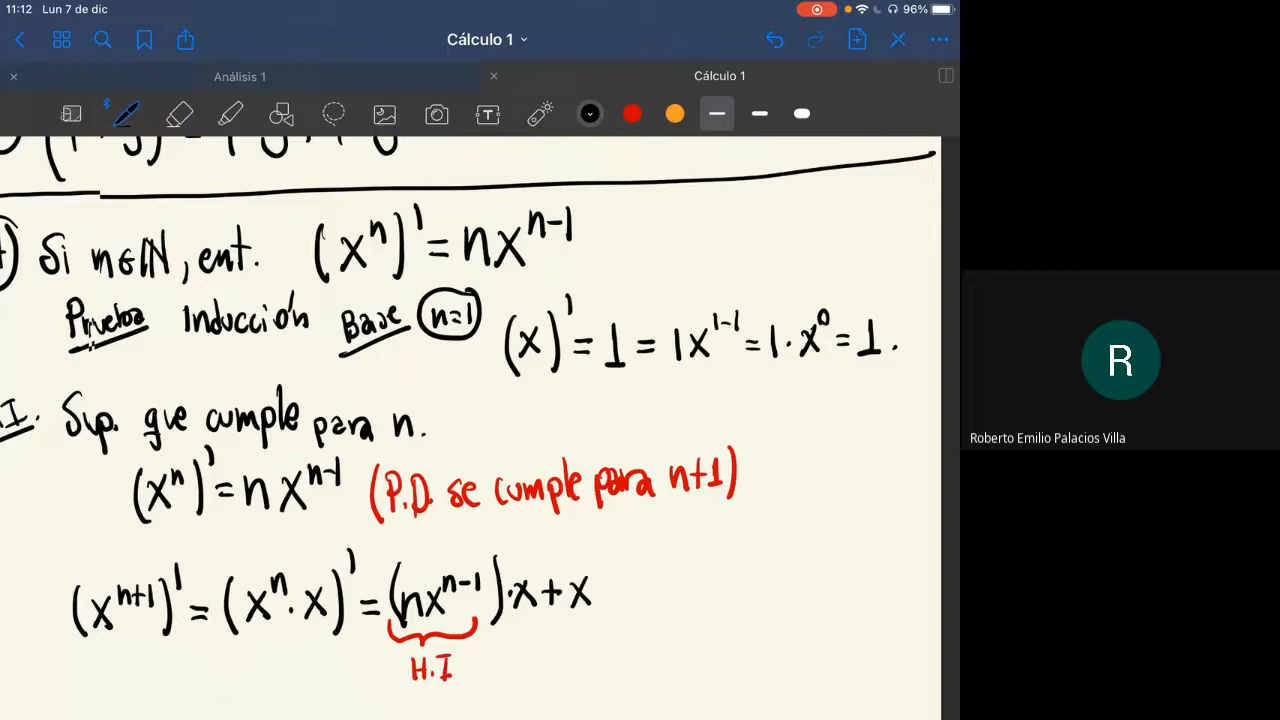 11:12 Lun 7 de dic 96%
Cálculo 1
Análisis 1 Cálculo 1
Si n∈ℕ, ent. (xⁿ)' = nxⁿ⁻¹
Prueba Inducción Base n=1 (x)' = 1 = 1x¹⁻¹ = 1·x⁰ = 1.
I. Sup. que cumple para n.
(xⁿ)' = nxⁿ⁻¹ (P.D. se cumple para n+1)
(xⁿ⁺¹)' = (xⁿ·x)' = (nxⁿ⁻¹)·x + x
H.I
R
Roberto Emilio Palacios Villa